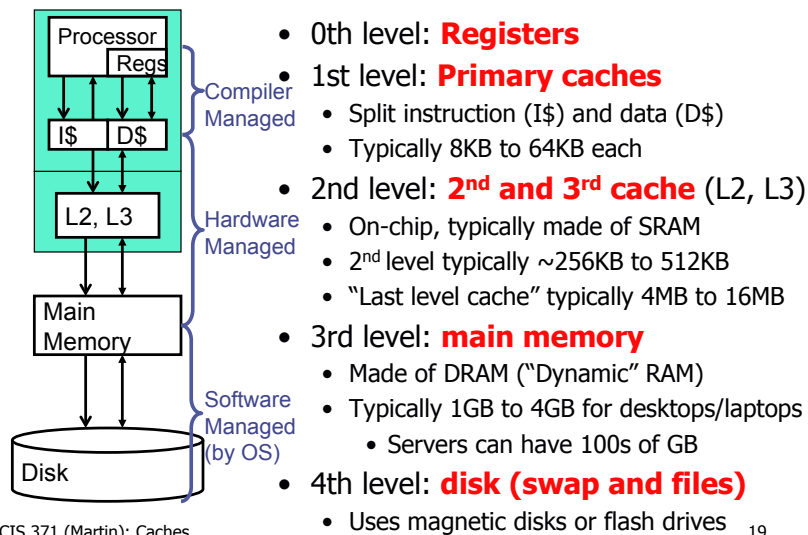 Processor
Regs
I$
D$
L2, L3
Main
Memory
Disk
Compiler
Managed
Hardware
Managed
Software
Managed
(by OS)
• 0th level: Registers
• 1st level: Primary caches
• Split instruction (I$) and data (D$)
• Typically 8KB to 64KB each
• 2nd level: 2nd and 3rd cache (L2, L3)
• On-chip, typically made of SRAM
• 2nd level typically ~256KB to 512KB
• “Last level cache” typically 4MB to 16MB
• 3rd level: main memory
• Made of DRAM (“Dynamic” RAM)
• Typically 1GB to 4GB for desktops/laptops
• Servers can have 100s of GB
• 4th level: disk (swap and files)
• Uses magnetic disks or flash drives
CIS 371 (Martin): Caches
19